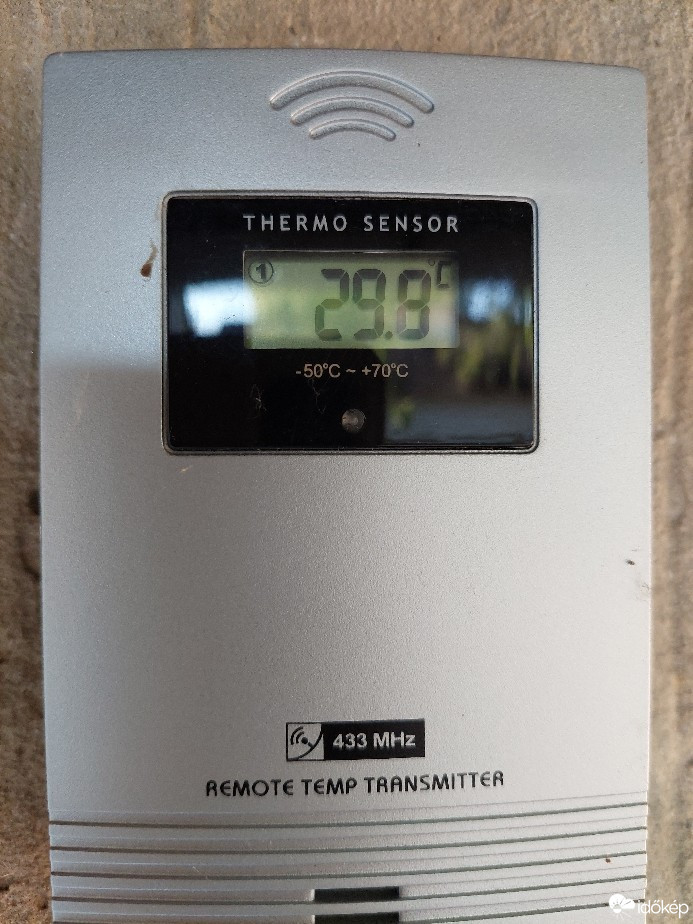 THERMO SENSOR
① 29.8 °C
-50°C ~ +70°C
433 MHz
REMOTE TEMP TRANSMITTER
időkép